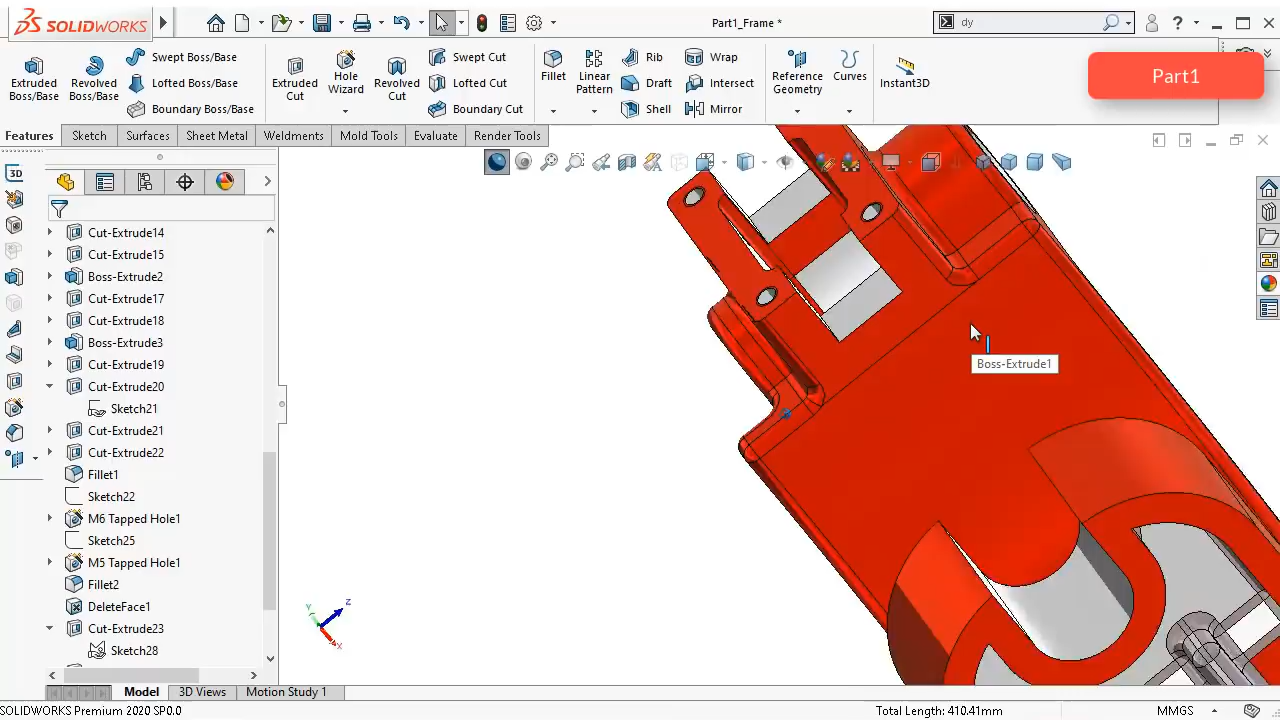 SOLIDWORKS
Part1_Frame *
dy
?
Part1
Extruded Boss/Base
Revolved Boss/Base
Swept Boss/Base
Lofted Boss/Base
Boundary Boss/Base
Extruded Cut
Hole Wizard
Revolved Cut
Swept Cut
Lofted Cut
Boundary Cut
Fillet
Linear Pattern
Rib
Draft
Shell
Wrap
Intersect
Mirror
Reference Geometry
Curves
Instant3D
Features
Sketch
Surfaces
Sheet Metal
Weldments
Mold Tools
Evaluate
Render Tools
3D
Cut-Extrude14
Cut-Extrude15
Boss-Extrude2
Cut-Extrude17
Cut-Extrude18
Boss-Extrude3
Cut-Extrude19
Cut-Extrude20
Sketch21
Cut-Extrude21
Cut-Extrude22
Fillet1
Sketch22
M6 Tapped Hole1
Sketch25
M5 Tapped Hole1
Fillet2
DeleteFace1
Cut-Extrude23
Sketch28
Boss-Extrude1
Y
Z
X
Model
3D Views
Motion Study 1
SOLIDWORKS Premium 2020 SP0.0
Total Length: 410.41mm
MMGS